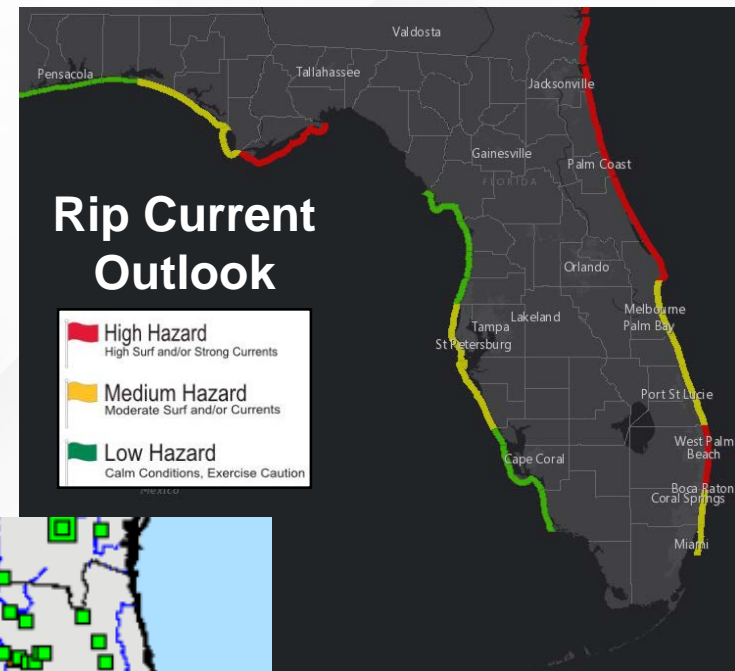 Valdosta
Pensacola
Tallahassee
Jacksonville
Gainesville
Palm Coast
FLORIDA
Rip Current
Outlook
Orlando
High Hazard
High Surf and/or Strong Currents
Medium Hazard
Moderate Surf and/or Currents
Low Hazard
Calm Conditions, Exercise Caution
Mexico
Melbourne
Lakeland
Palm Bay
Tampa
St Petersburg
Port St Lucie
West Palm
Beach
Cape Coral
Boca Raton
Coral Springs
Miami